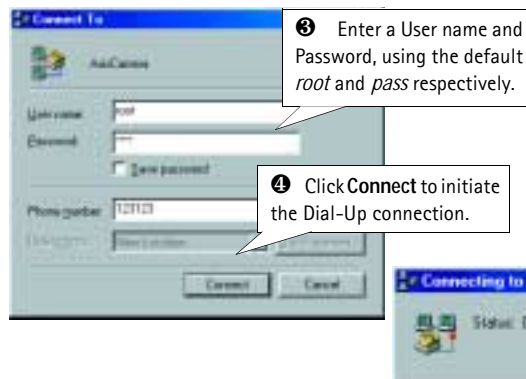 Connect To
❸ Enter a User name and
Password, using the default
root and pass respectively.
AxisCamera
User name: root
Password: ****
Save password
❹ Click Connect to initiate
the Dial-Up connection.
Phone number: 123123
New Location
Connect Cancel
Connecting to
Status: